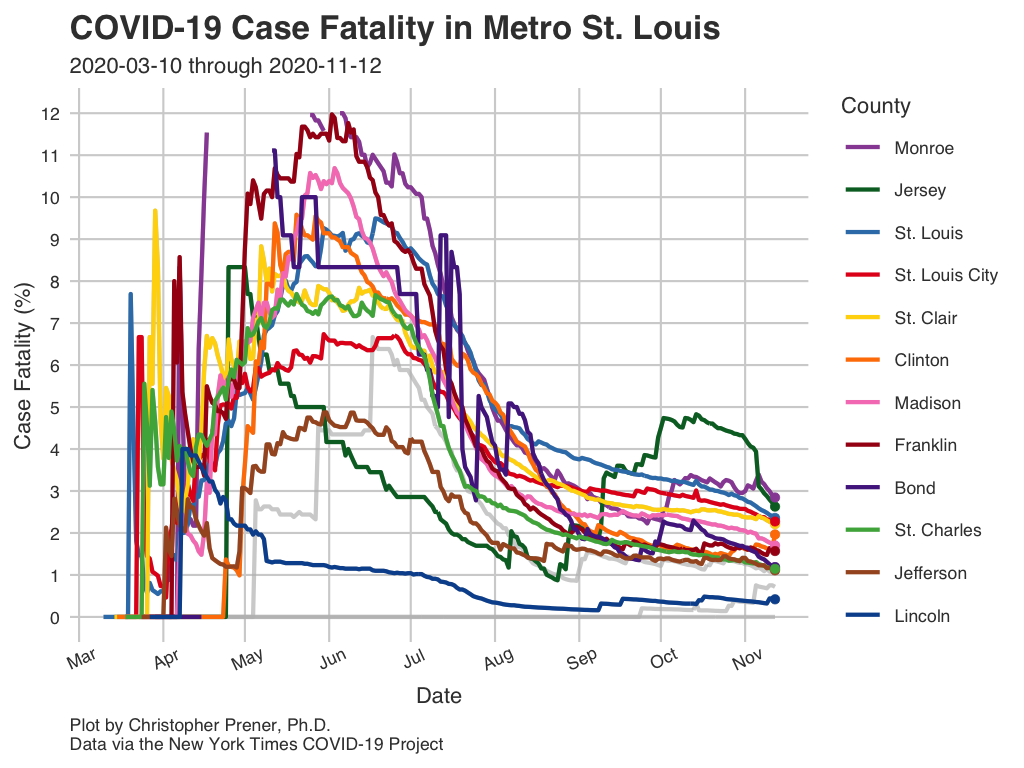 COVID-19 Case Fatality in Metro St. Louis
2020-03-10 through 2020-11-12
Case Fatality (%)
12
11
10
9
8
7
6
5
4
3
2
1
0
Mar
Apr
May
Jun
Jul
Aug
Sep
Oct
Nov
Date
County
Monroe
Jersey
St. Louis
St. Louis City
St. Clair
Clinton
Madison
Franklin
Bond
St. Charles
Jefferson
Lincoln
Plot by Christopher Prener, Ph.D.
Data via the New York Times COVID-19 Project